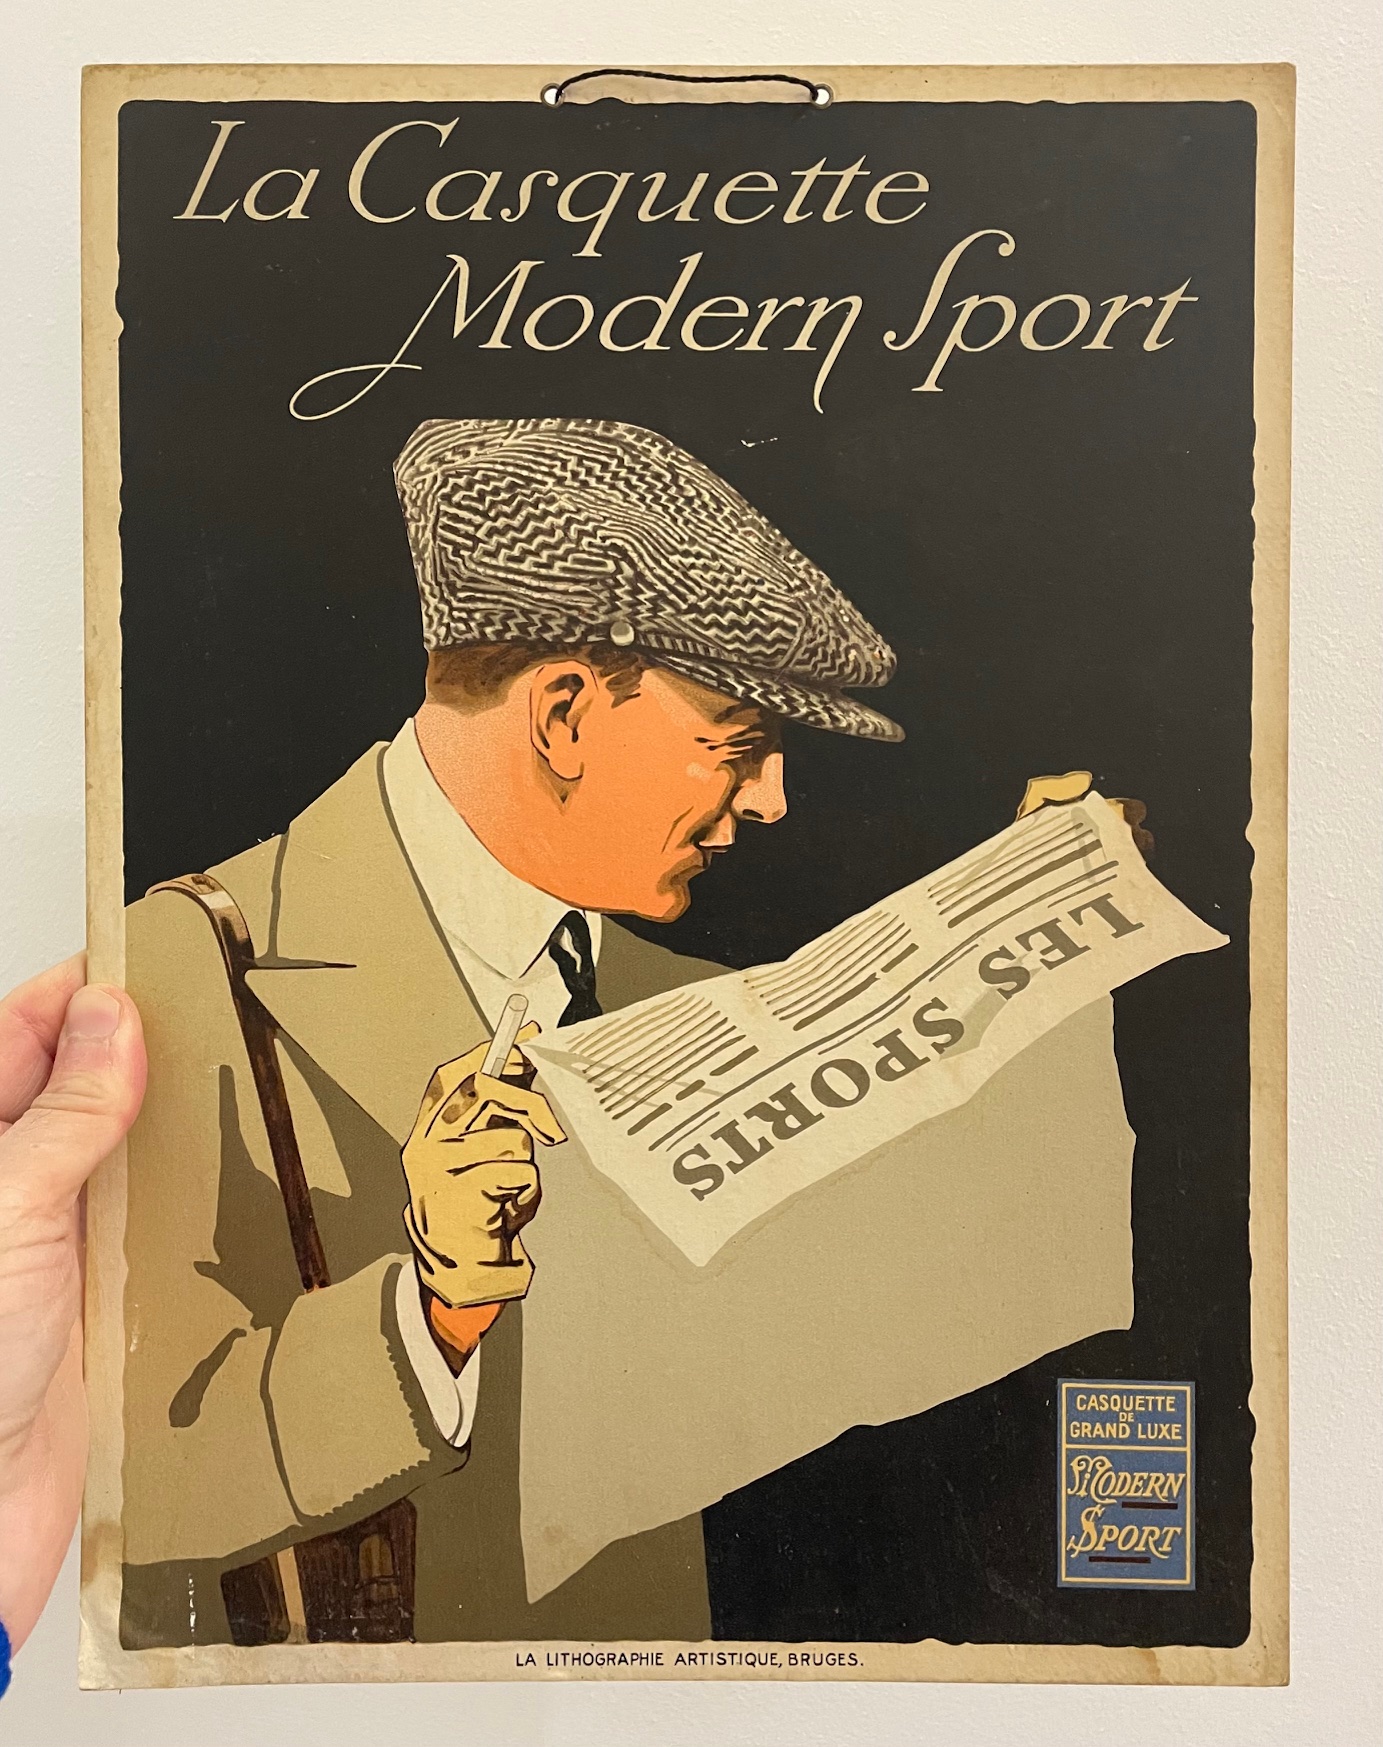 La Casquette
Modern Sport
LES SPORTS
CASQUETTE
DE
GRAND LUXE
MODERN
SPORT
LA LITHOGRAPHIE ARTISTIQUE, BRUGES.